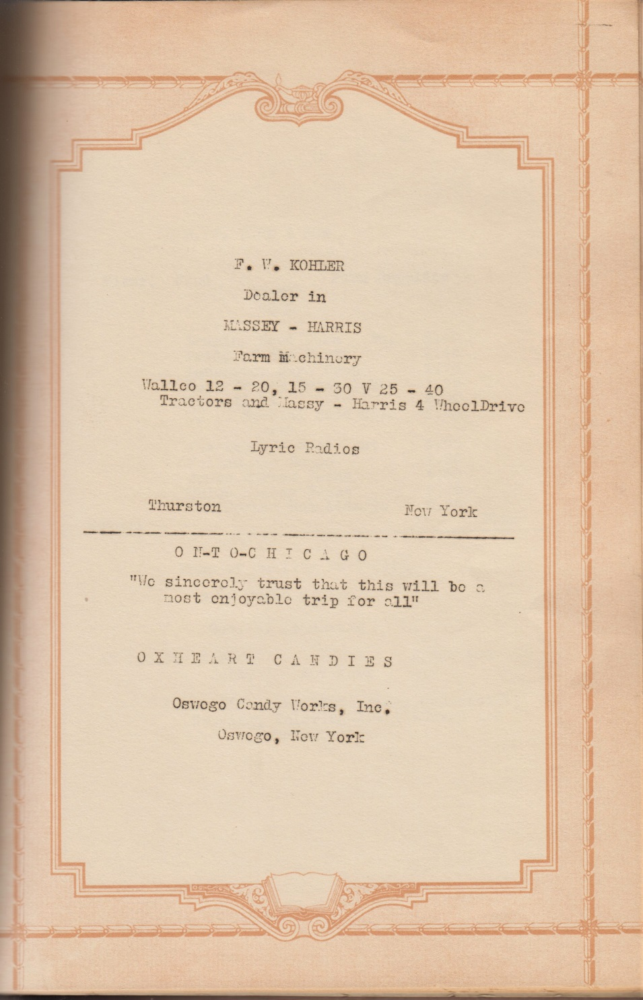 F. W. KOHLER
Dealer in
MASSEY - HARRIS
Farm Machinery
Wallco 12 - 20, 15 - 30 V 25 - 40
Tractors and Massy - Harris 4 WheelDrive
Lyric Radios
Thurston New York
O N-T O-C H I C A G O
"We sincerely trust that this will be a
most enjoyable trip for all"
O X H E A R T C A N D I E S
Oswego Candy Works, Inc.
Oswego, New York